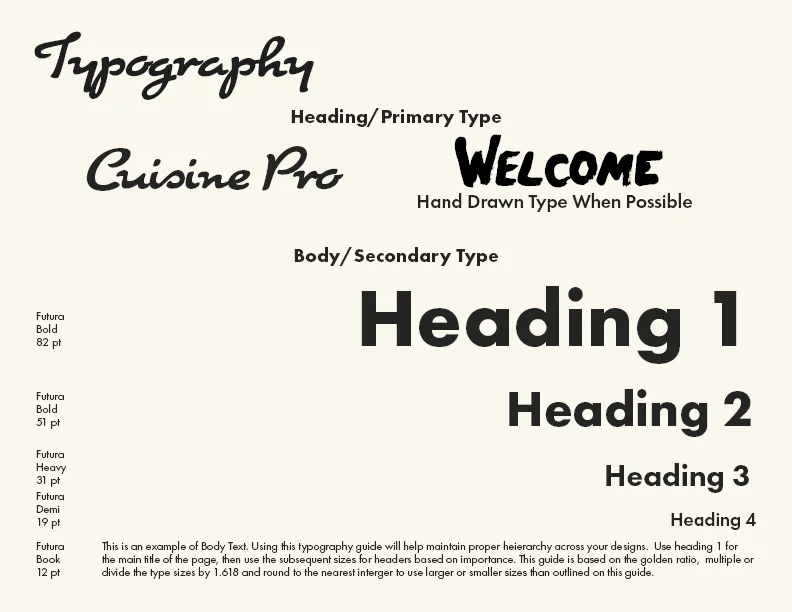 Typography
Heading/Primary Type
Cuisine Pro
WELCOME
Hand Drawn Type When Possible
Body/Secondary Type
Futura
Bold
82 pt
Heading 1
Futura
Bold
51 pt
Heading 2
Futura
Heavy
31 pt
Heading 3
Futura
Demi
19 pt
Heading 4
Futura
Book
12 pt
This is an example of Body Text. Using this typography guide will help maintain proper heierarchy across your designs. Use heading 1 for
the main title of the page, then use the subsequent sizes for headers based on importance. This guide is based on the golden ratio, multiple or
divide the type sizes by 1.618 and round to the nearest interger to use larger or smaller sizes than outlined on this guide.